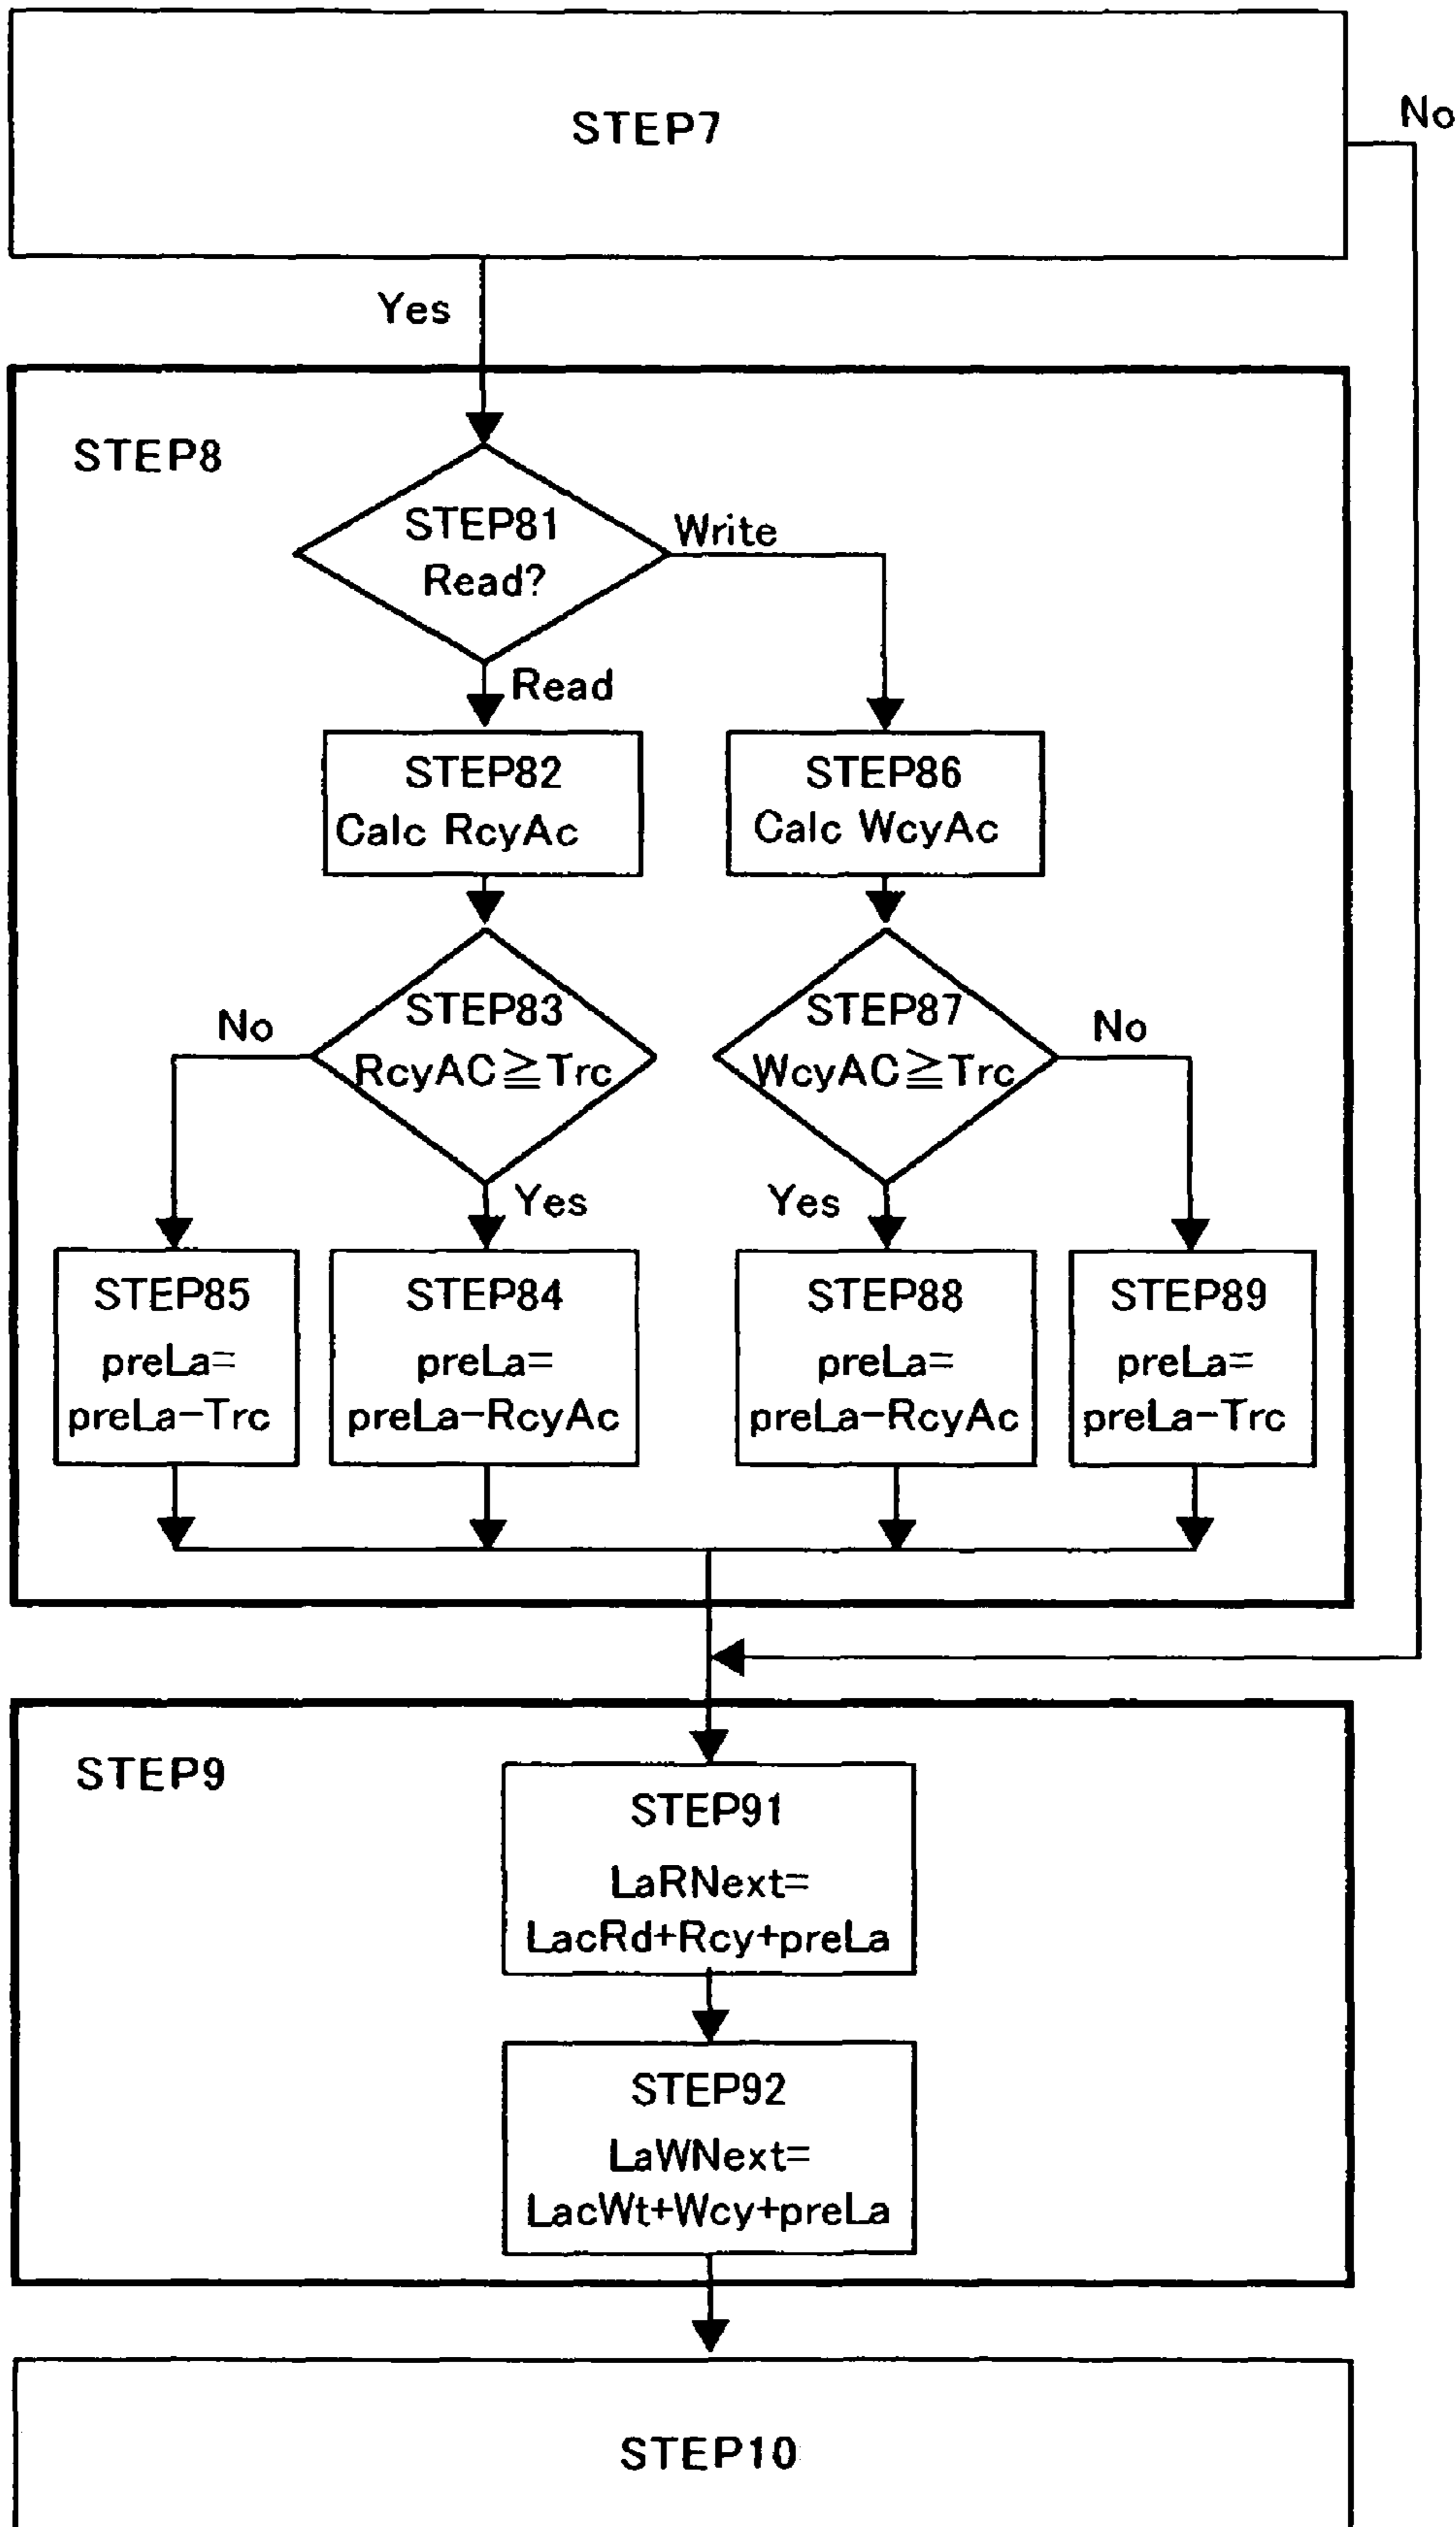 STEP7
No
Yes
STEP8
STEP81
Read?
Write
Read
STEP82
Calc RcyAc
STEP86
Calc WcyAc
STEP83
RcyAC≧Trc
No
Yes
STEP87
WcyAC≧Trc
No
Yes
STEP85
preLa=
preLa-Trc
STEP84
preLa=
preLa-RcyAc
STEP88
preLa=
preLa-RcyAc
STEP89
preLa=
preLa-Trc
STEP9
STEP91
LaRNext=
LacRd+Rcy+preLa
STEP92
LaWNext=
LacWt+Wcy+preLa
STEP10